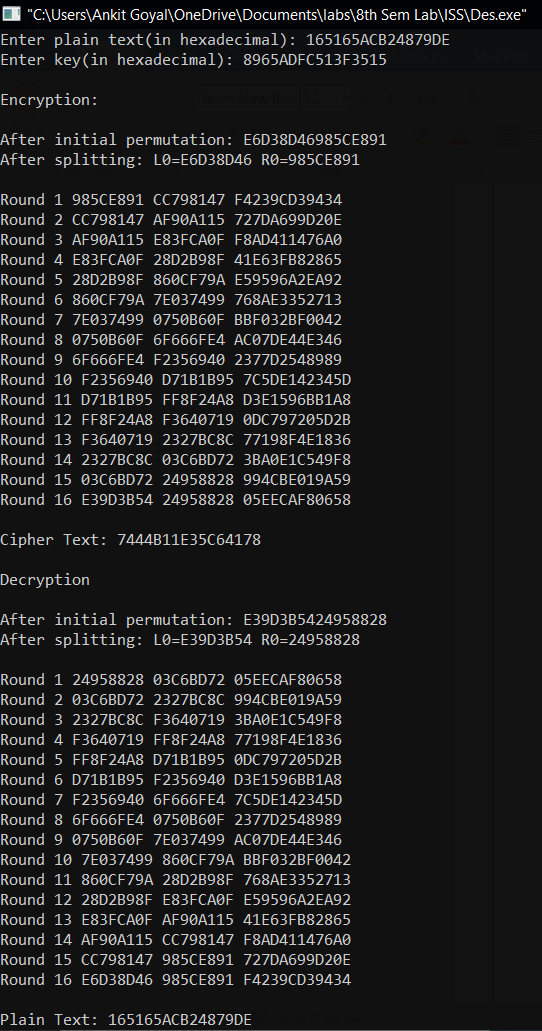 "C:\Users\Ankit Goyal\OneDrive\Documents\labs\8th Sem Lab\ISS\Des.exe"
Enter plain text(in hexadecimal): 165165ACB24879DE
Enter key(in hexadecimal): 8965ADFC513F3515
Encryption:
After initial permutation: E6D38D46985CE891
After splitting: L0=E6D38D46 R0=985CE891
Round 1 985CE891 CC798147 F4239CD39434
Round 2 CC798147 AF90A115 727DA699D20E
Round 3 AF90A115 E83FCA0F F8AD411476A0
Round 4 E83FCA0F 28D2B98F 41E63FB82865
Round 5 28D2B98F 860CF79A E59596A2EA92
Round 6 860CF79A 7E037499 768AE3352713
Round 7 7E037499 0750B60F BBF032BF0042
Round 8 0750B60F 6F666FE4 AC07DE44E346
Round 9 6F666FE4 F2356940 2377D2548989
Round 10 F2356940 D71B1B95 7C5DE142345D
Round 11 D71B1B95 FF8F24A8 D3E1596BB1A8
Round 12 FF8F24A8 F3640719 0DC797205D2B
Round 13 F3640719 2327BC8C 77198F4E1836
Round 14 2327BC8C 03C6BD72 3BA0E1C549F8
Round 15 03C6BD72 24958828 994CBE019A59
Round 16 E39D3B54 24958828 05EECAF80658
Cipher Text: 7444B11E35C64178
Decryption
After initial permutation: E39D3B5424958828
After splitting: L0=E39D3B54 R0=24958828
Round 1 24958828 03C6BD72 05EECAF80658
Round 2 03C6BD72 2327BC8C 994CBE019A59
Round 3 2327BC8C F3640719 3BA0E1C549F8
Round 4 F3640719 FF8F24A8 77198F4E1836
Round 5 FF8F24A8 D71B1B95 0DC797205D2B
Round 6 D71B1B95 F2356940 D3E1596BB1A8
Round 7 F2356940 6F666FE4 7C5DE142345D
Round 8 6F666FE4 0750B60F 2377D2548989
Round 9 0750B60F 7E037499 AC07DE44E346
Round 10 7E037499 860CF79A BBF032BF0042
Round 11 860CF79A 28D2B98F 768AE3352713
Round 12 28D2B98F E83FCA0F E59596A2EA92
Round 13 E83FCA0F AF90A115 41E63FB82865
Round 14 AF90A115 CC798147 F8AD411476A0
Round 15 CC798147 985CE891 727DA699D20E
Round 16 E6D38D46 985CE891 F4239CD39434
Plain Text: 165165ACB24879DE